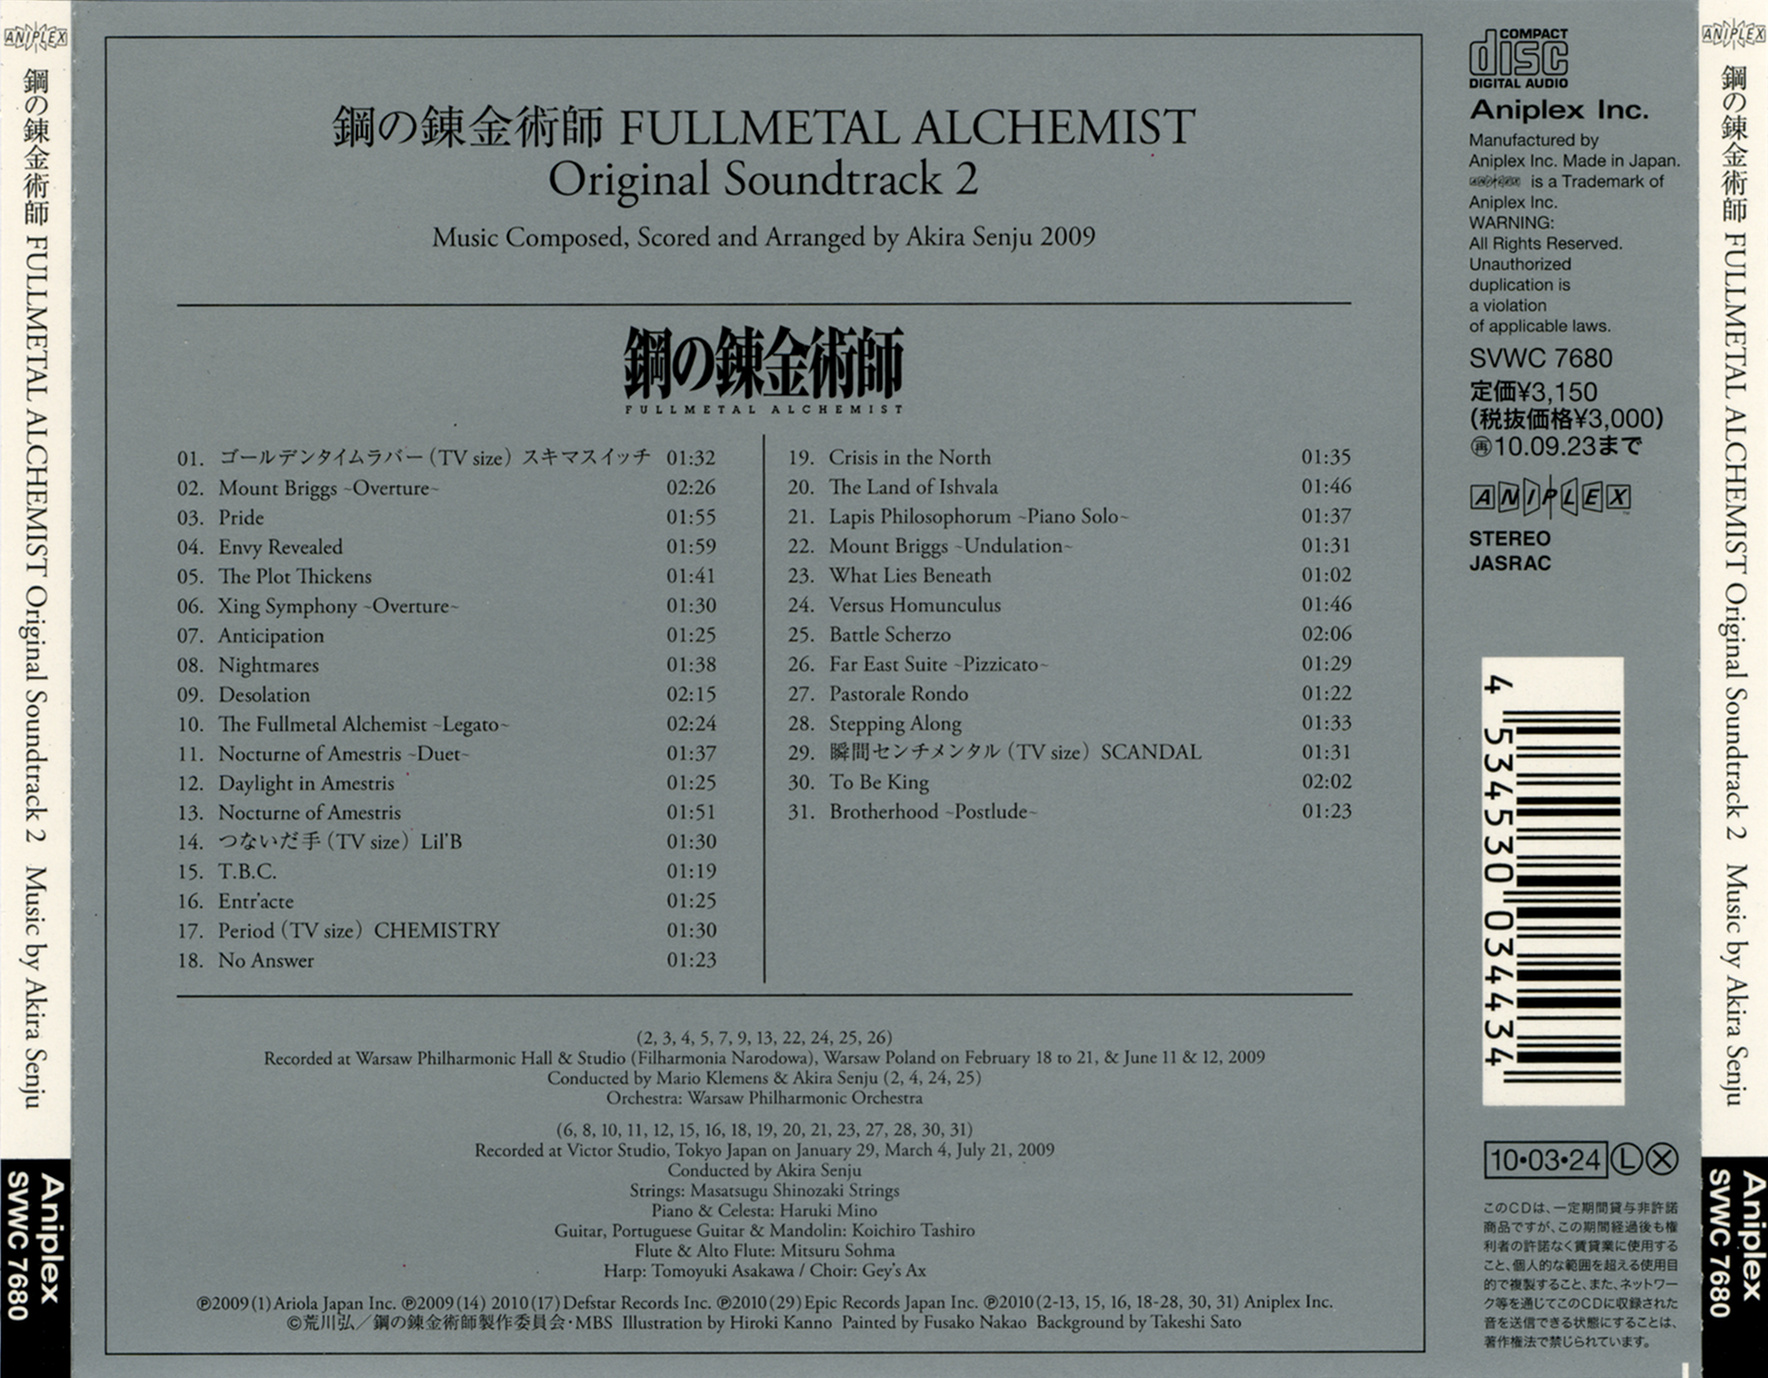 ANIPLEX
鋼の錬金術師 FULLMETAL ALCHEMIST Original Soundtrack 2 Music by Akira Senju
Aniplex
SVWC 7680
鋼の錬金術師 FULLMETAL ALCHEMIST
Original Soundtrack 2
Music Composed, Scored and Arranged by Akira Senju 2009
鋼の錬金術師
FULLMETAL ALCHEMIST
01. ゴールデンタイムラバー（TV size）スキマスイッチ 01:32
02. Mount Briggs ~Overture~ 02:26
03. Pride 01:55
04. Envy Revealed 01:59
05. The Plot Thickens 01:41
06. Xing Symphony ~Overture~ 01:30
07. Anticipation 01:25
08. Nightmares 01:38
09. Desolation 02:15
10. The Fullmetal Alchemist ~Legato~ 02:24
11. Nocturne of Amestris ~Duet~ 01:37
12. Daylight in Amestris 01:25
13. Nocturne of Amestris 01:51
14. つないだ手（TV size）Lil'B 01:30
15. T.B.C. 01:19
16. Entr'acte 01:25
17. Period（TV size）CHEMISTRY 01:30
18. No Answer 01:23
19. Crisis in the North 01:35
20. The Land of Ishvala 01:46
21. Lapis Philosophorum ~Piano Solo~ 01:37
22. Mount Briggs ~Undulation~ 01:31
23. What Lies Beneath 01:02
24. Versus Homunculus 01:46
25. Battle Scherzo 02:06
26. Far East Suite ~Pizzicato~ 01:29
27. Pastorale Rondo 01:22
28. Stepping Along 01:33
29. 瞬間センチメンタル（TV size）SCANDAL 01:31
30. To Be King 02:02
31. Brotherhood ~Postlude~ 01:23
(2, 3, 4, 5, 7, 9, 13, 22, 24, 25, 26)
Recorded at Warsaw Philharmonic Hall & Studio (Filharmonia Narodowa), Warsaw Poland on February 18 to 21, & June 11 & 12, 2009
Conducted by Mario Klemens & Akira Senju (2, 4, 24, 25)
Orchestra: Warsaw Philharmonic Orchestra
(6, 8, 10, 11, 12, 15, 16, 18, 19, 20, 21, 23, 27, 28, 30, 31)
Recorded at Victor Studio, Tokyo Japan on January 29, March 4, July 21, 2009
Conducted by Akira Senju
Strings: Masatsugu Shinozaki Strings
Piano & Celesta: Haruki Mino
Guitar, Portuguese Guitar & Mandolin: Koichiro Tashiro
Flute & Alto Flute: Mitsuru Sohma
Harp: Tomoyuki Asakawa / Choir: Gey's Ax
℗2009(1)Ariola Japan Inc. ℗2009(14) 2010(17)Defstar Records Inc. ℗2010(29)Epic Records Japan Inc. ℗2010(2-13, 15, 16, 18-28, 30, 31) Aniplex Inc.
©荒川弘／鋼の錬金術師製作委員会・MBS Illustration by Hiroki Kanno Painted by Fusako Nakao Background by Takeshi Sato
COMPACT
disc
DIGITAL AUDIO
Aniplex Inc.
Manufactured by
Aniplex Inc. Made in Japan.
ANIPLEX is a Trademark of
Aniplex Inc.
WARNING:
All Rights Reserved.
Unauthorized
duplication is
a violation
of applicable laws.
SVWC 7680
定価¥3,150
(税抜価格¥3,000)
再10.09.23まで
ANIPLEX™
STEREO
JASRAC
4 534530 034434
10•03•24 L X
このCDは、一定期間貸与非許諾
商品ですが、この期間経過後も権
利者の許諾なく賃貸業に使用する
こと、個人的な範囲を超える使用目
的で複製すること、また、ネットワー
ク等を通じてこのCDに収録された
音を送信できる状態にすることは、
著作権法で禁じられています。
ANIPLEX
鋼の錬金術師 FULLMETAL ALCHEMIST Original Soundtrack 2 Music by Akira Senju
Aniplex
SVWC 7680